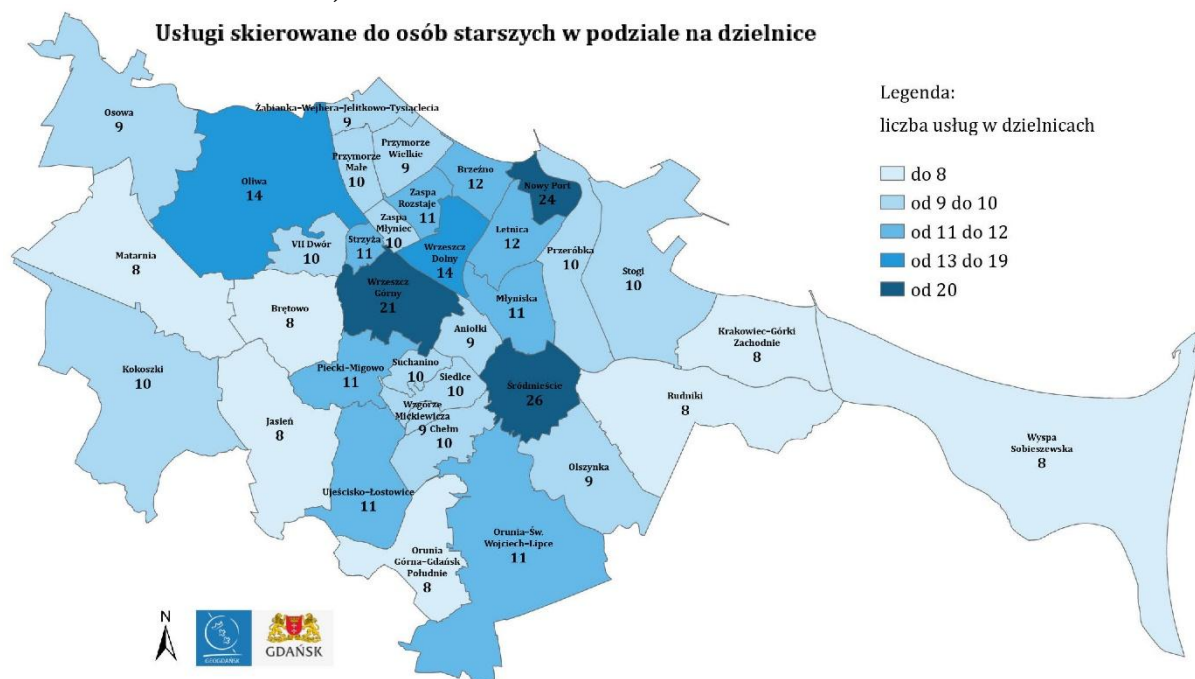 Usługi skierowane do osób starszych w podziale na dzielnice
Legenda:
liczba usług w dzielnicach
do 8
od 9 do 10
od 11 do 12
od 13 do 19
od 20
Osowa
9
Żabianka-Wejhera-Jelitkowo-Tysiąclecia
9
Przymorze
Wielkie
9
Przymorze
Małe
10
Oliwa
14
Brzeźno
12
Nowy Port
24
Zaspa
Rozstaje
11
Zaspa
Młyniec
10
Letnica
12
VII Dwór
10
Strzyża
11
Wrzeszcz
Dolny
14
Przeróbka
10
Stogi
10
Matarnia
8
Wrzeszcz
Górny
21
Brętowo
8
Młyniska
11
Aniołki
9
Krakowiec-Górki
Zachodnie
8
Kokoszki
10
Piecki-Migowo
11
Suchanino
10
Siedlce
10
Śródmieście
26
Rudniki
8
Wzgórze
Mickiewicza
9
Chełm
10
Jasień
8
Wyspa
Sobieszewska
8
Olszynka
9
Ujeścisko-Łostowice
11
Orunia-Św.
Wojciech-Lipce
11
Orunia
Górna-Gdańsk
Południe
8
N
GEOGDAŃSK
GDAŃSK